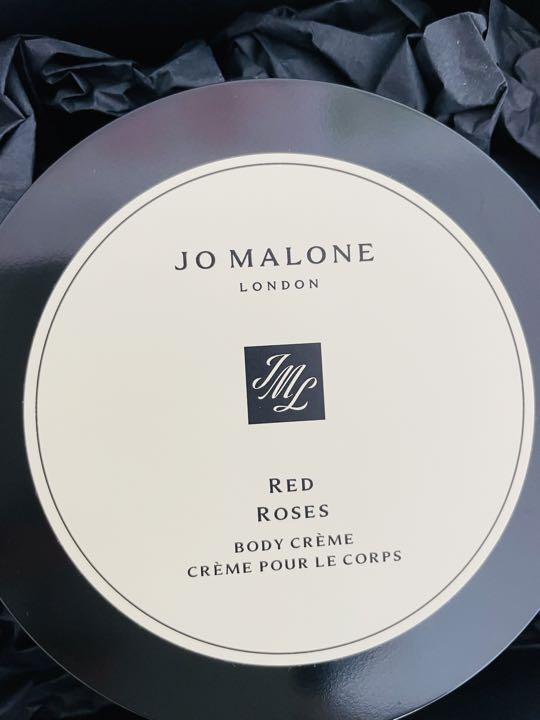 JO MALONE
LONDON
JML
RED
ROSES
BODY CRÈME
CRÈME POUR LE CORPS